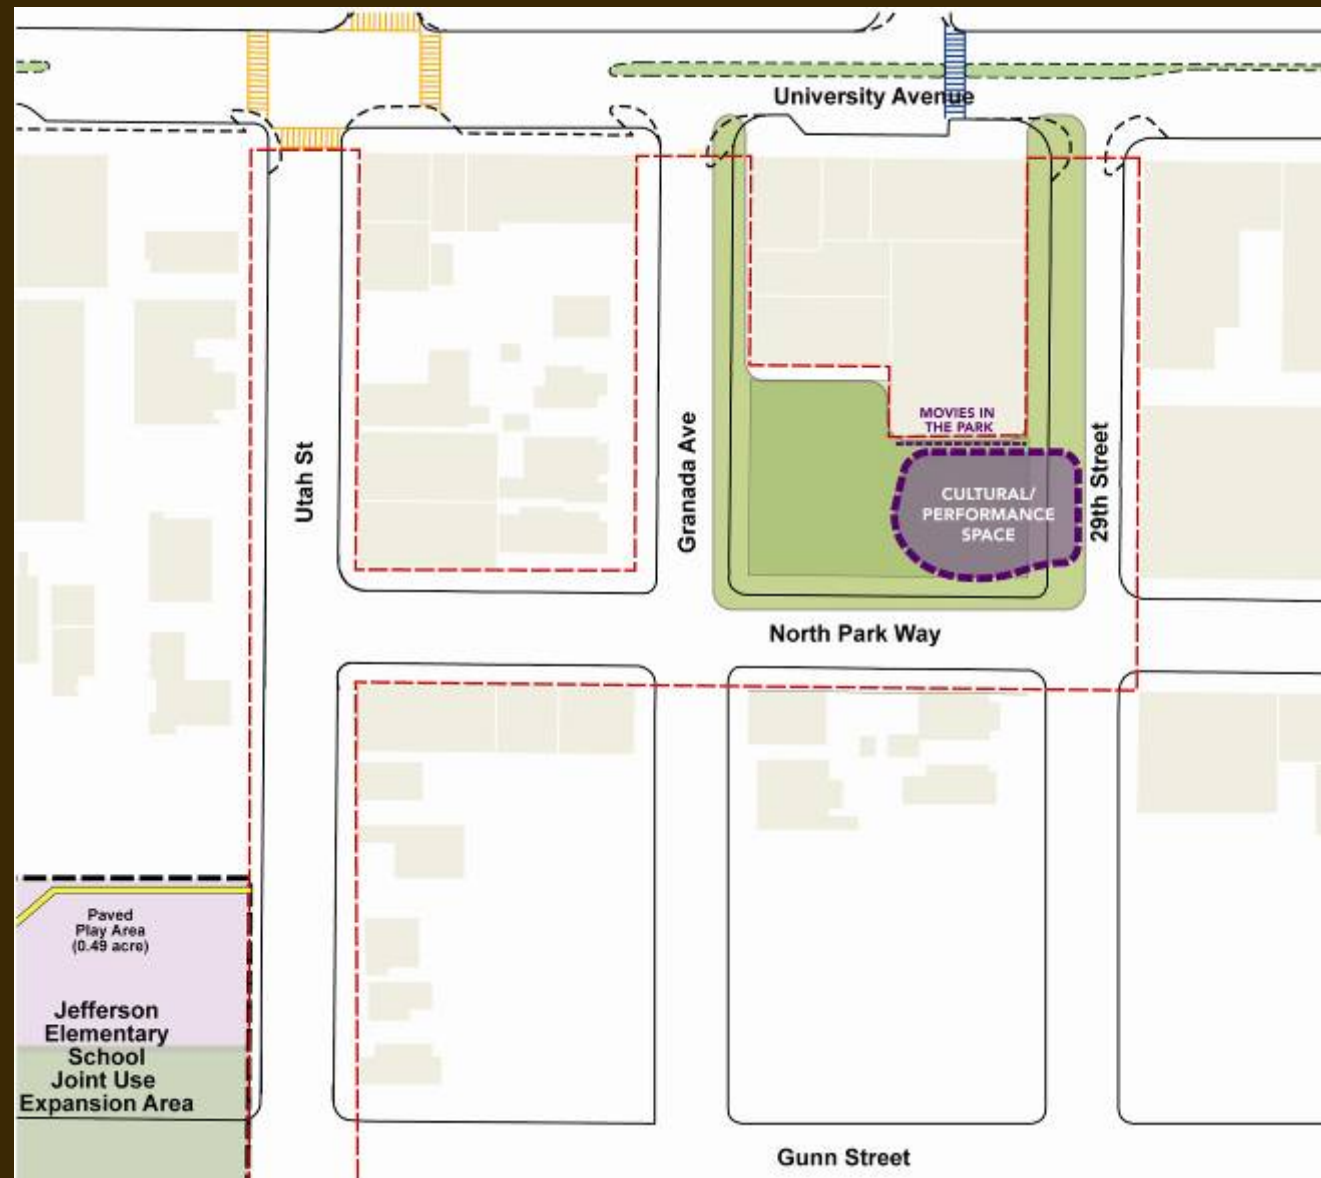 University Avenue
MOVIES IN
THE PARK
Utah St
Granada Ave
CULTURAL/
PERFORMANCE
SPACE
29th Street
North Park Way
Paved
Play Area
(0.49 acre)
Jefferson
Elementary
School
Joint Use
Expansion Area
Gunn Street